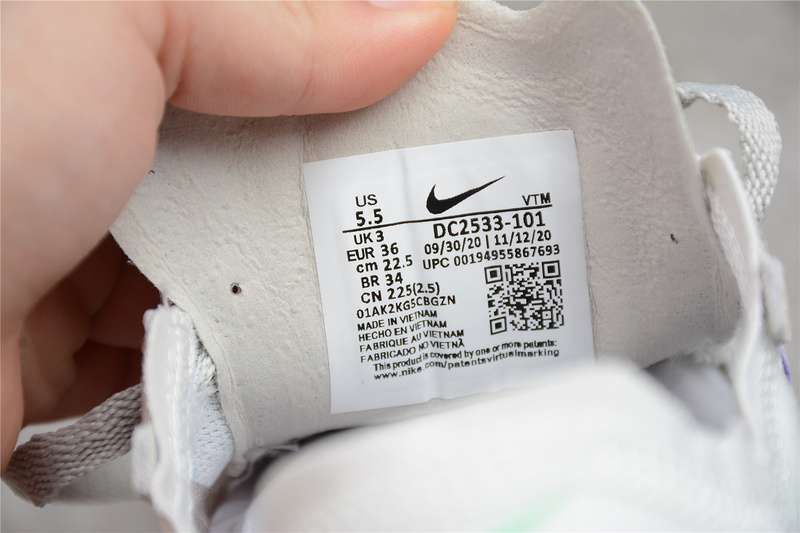 US
5.5
VTM
UK 3
DC2533-101
EUR 36
09/30/20 | 11/12/20
cm 22.5
UPC 00194955867693
BR 34
CN 225(2.5)
01AK2KG5CBGZN
MADE IN VIETNAM
HECHO EN VIETNAM
FABRIQUE AU VIETNAM
FABRICADO NO VIETNÃ
This product is covered by one or more patents:
www.nike.com/patentsvirtualmarking